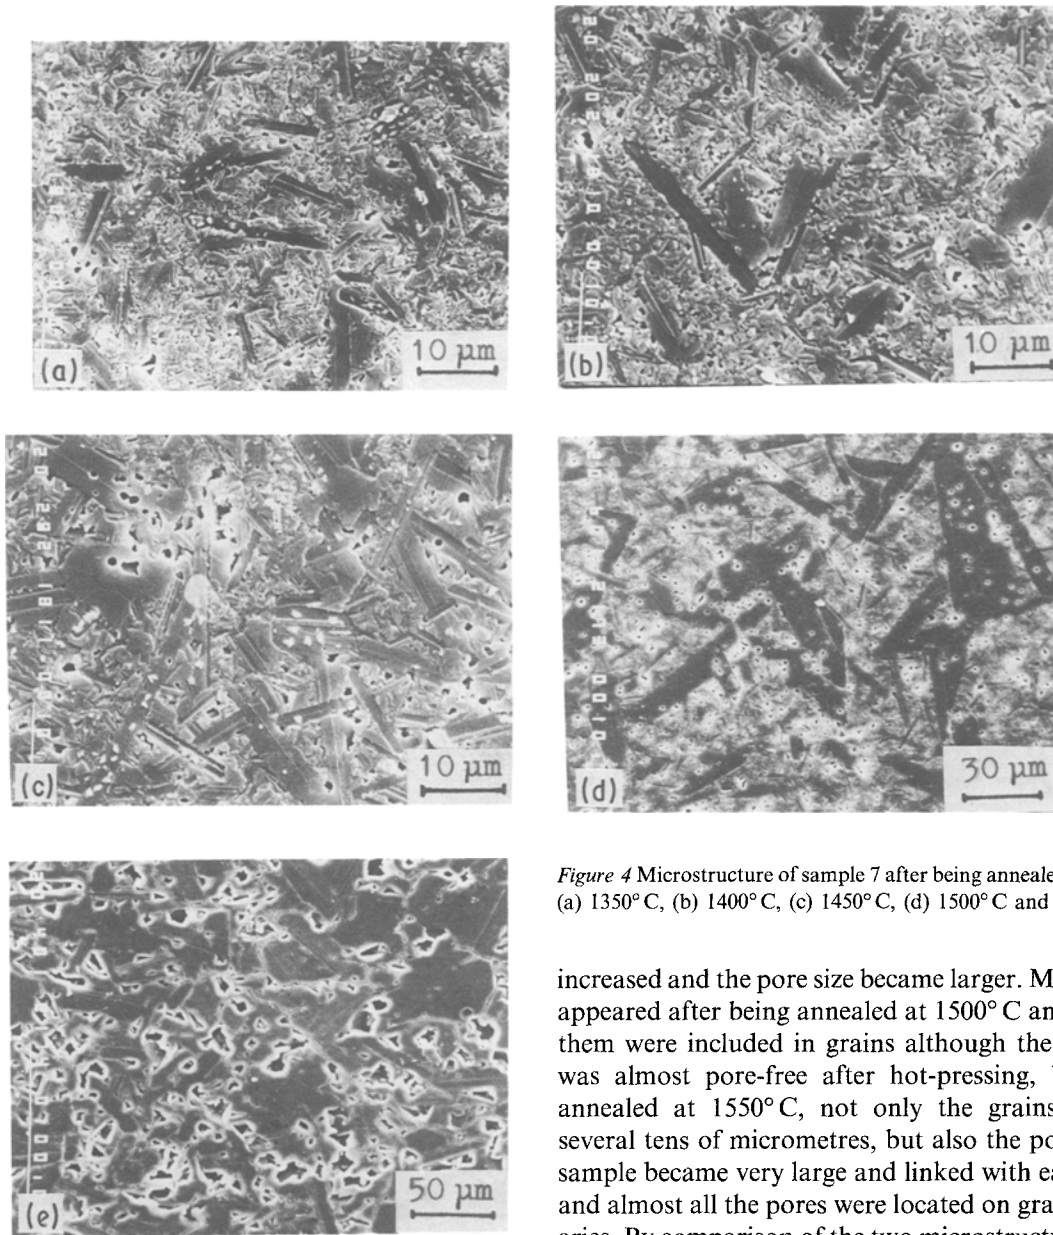 (a)
10 µm
(b)
10 µm
(c)
10 µm
(d)
30 µm
(e)
50 µm
Figure 4 Microstructure of sample 7 after being anneale
(a) 1350°C, (b) 1400°C, (c) 1450°C, (d) 1500°C and
increased and the pore size became larger. M
appeared after being annealed at 1500°C an
them were included in grains although the
was almost pore-free after hot-pressing,
annealed at 1550°C, not only the grains
several tens of micrometres, but also the po
sample became very large and linked with ea
and almost all the pores were located on gra